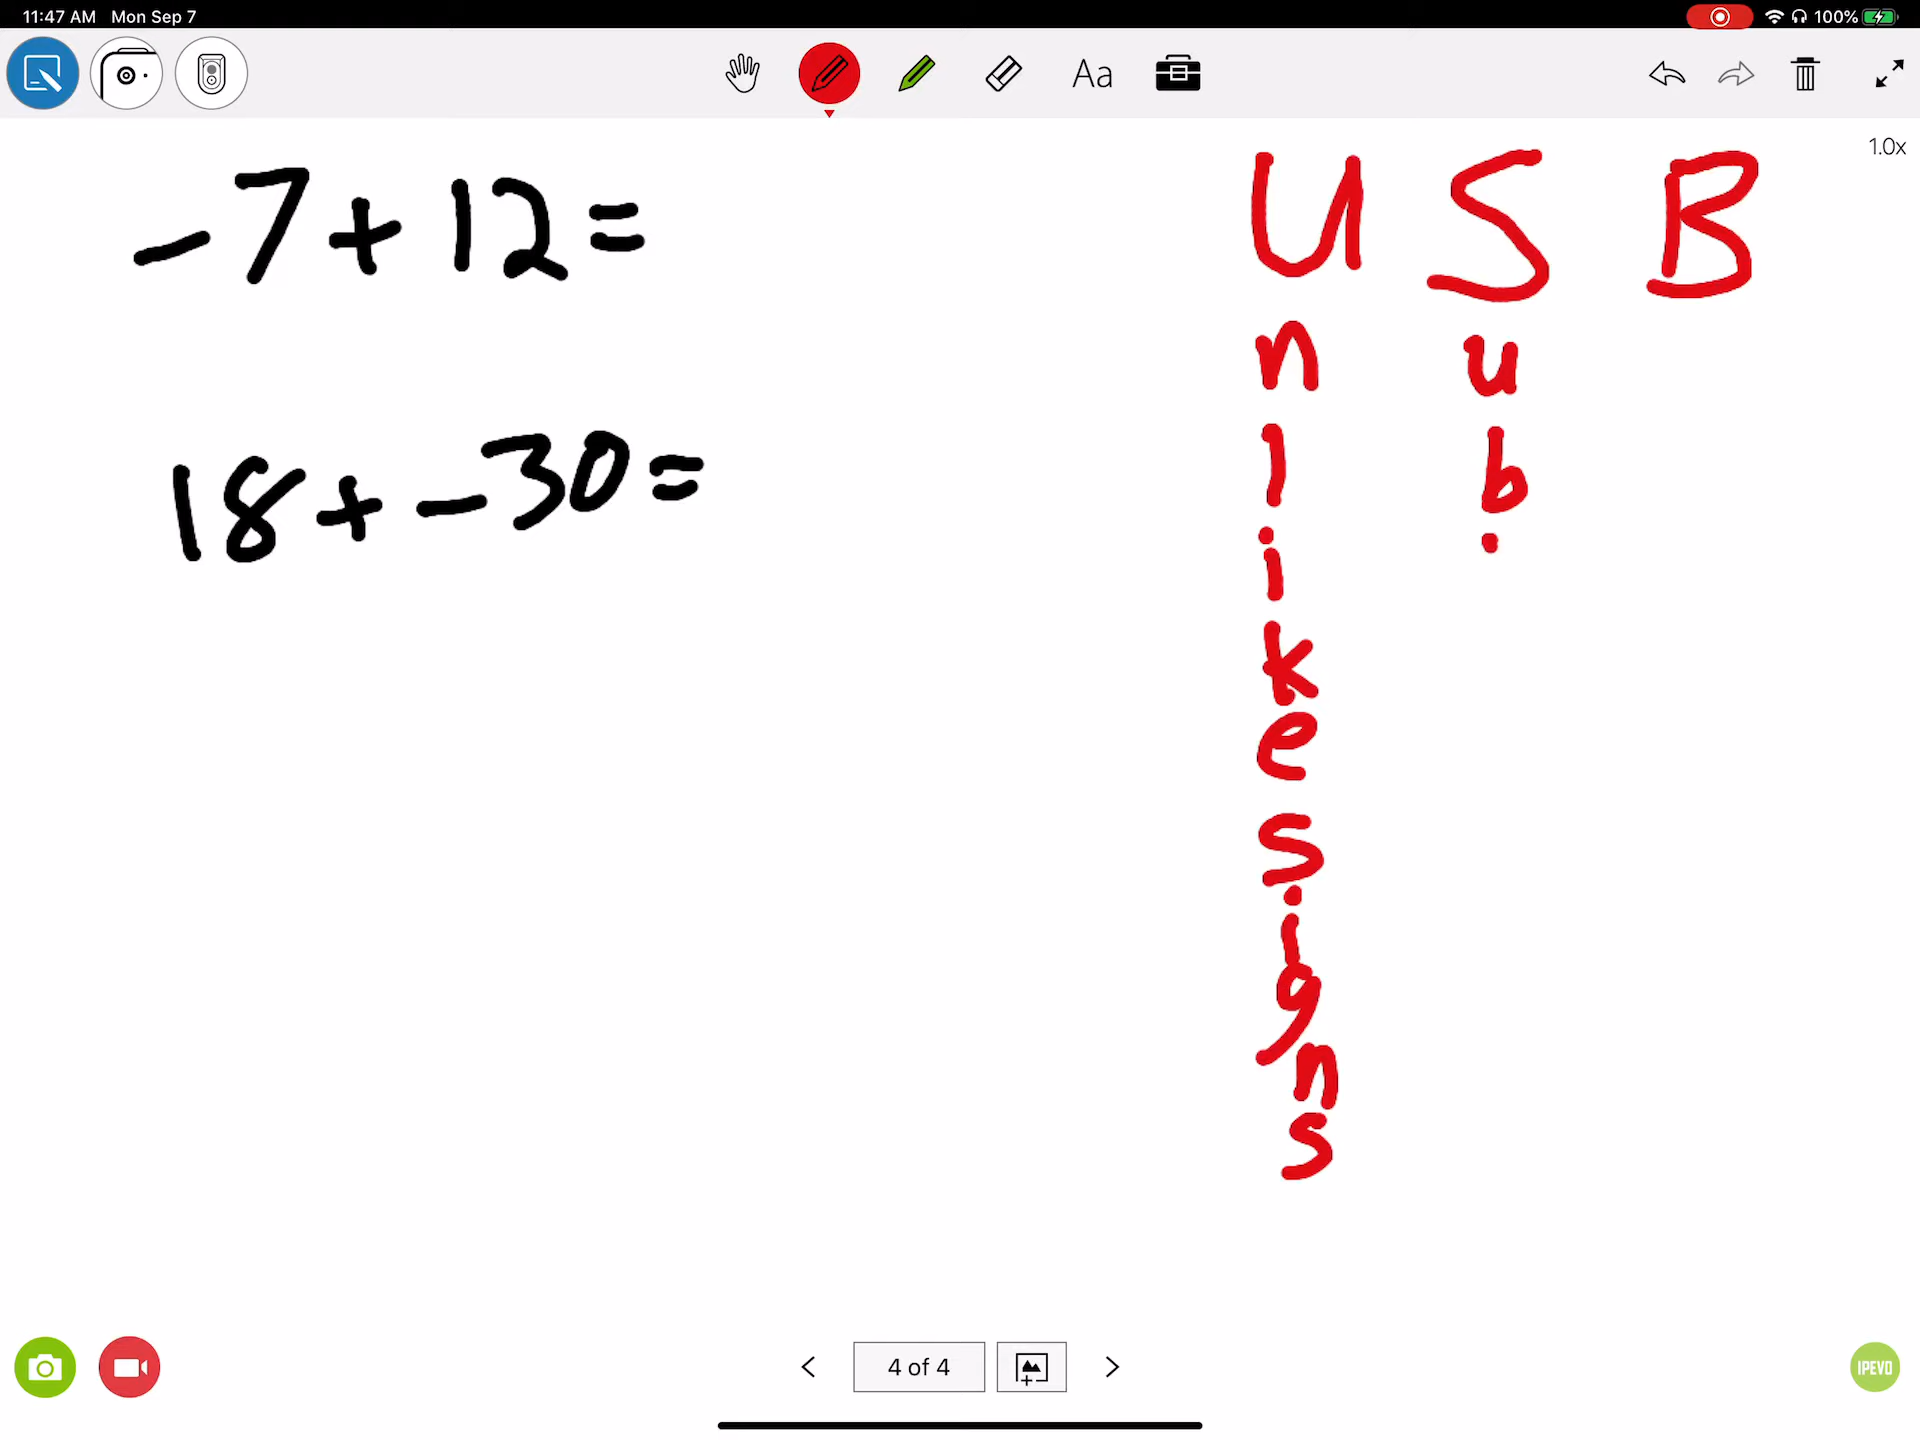 11:47 AM Mon Sep 7
100%
Aa
1.0x
-7+12=
18+-30=
U S B
n u
l b
i .
k
e
s
i
g
n
s
4 of 4
IPEVO